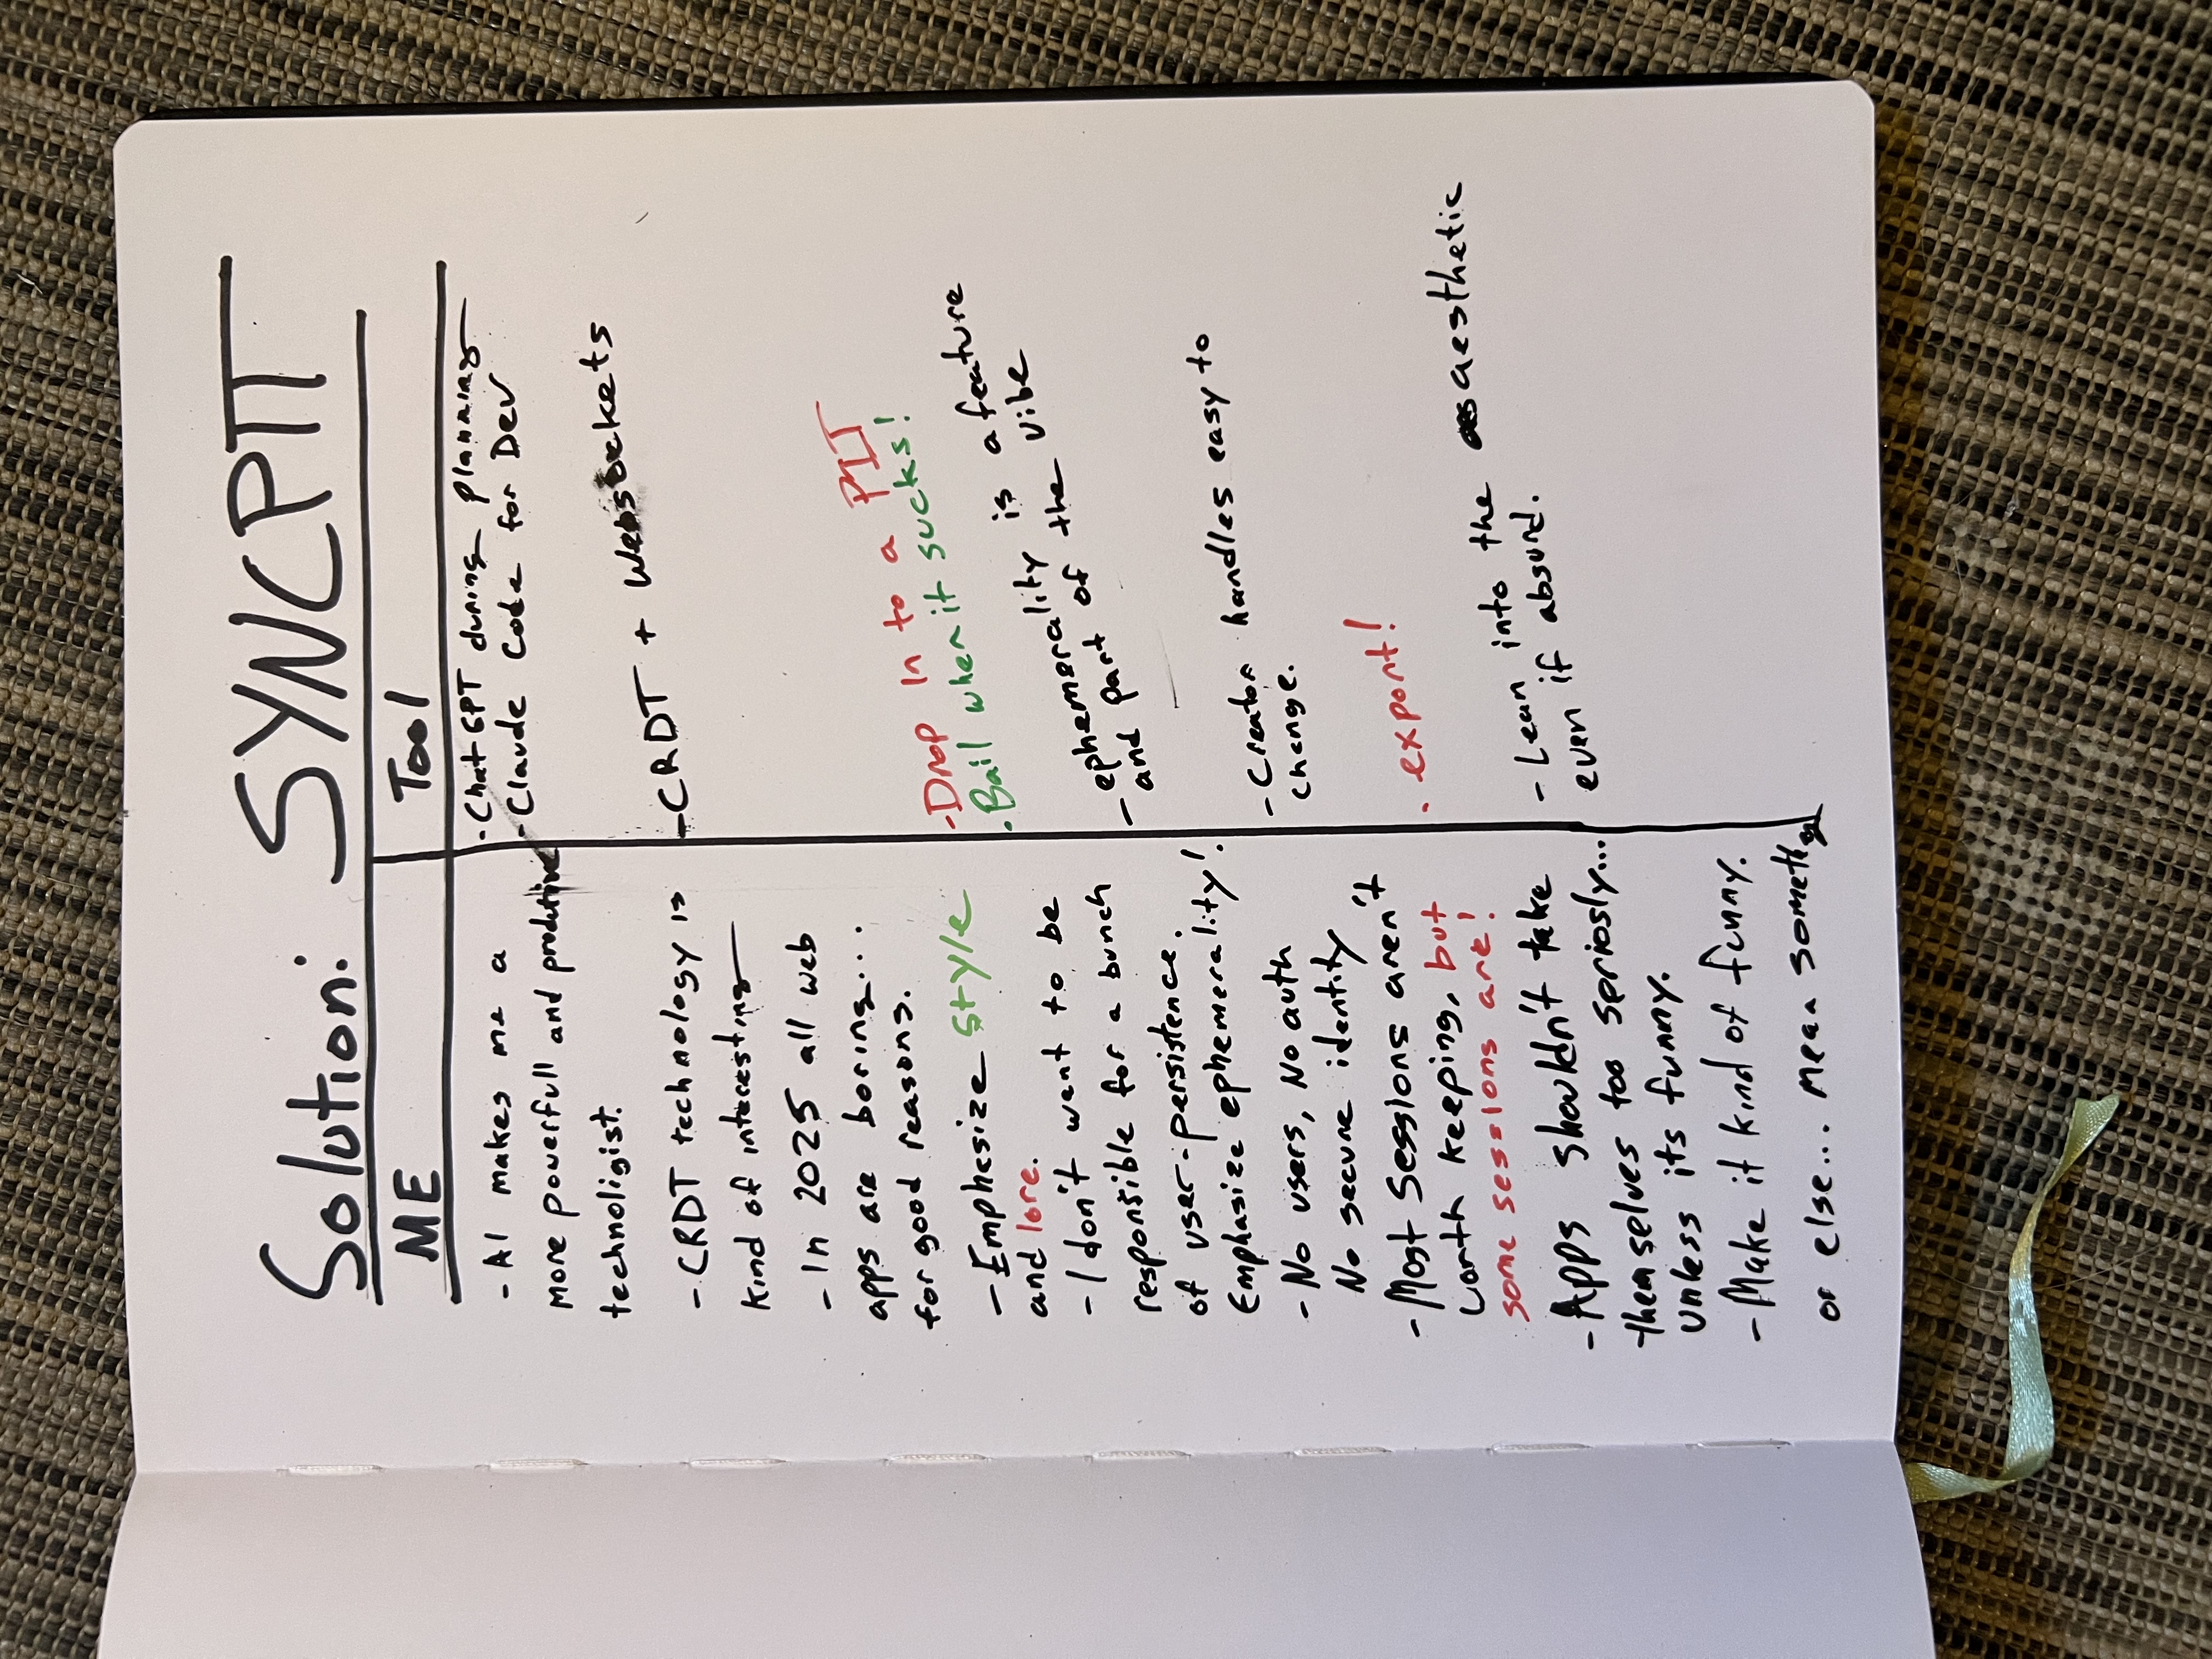 Solution: SYNCPIT
ME
- AI makes me a
more powerfull and produtive
technoligist.
- CRDT technology is
kind of interesting
- In 2025 all web
apps are boring...
for good reasons.
- Emphasize style
and lore.
- I don't want to be
responsible for a bunch
of user-persistence.
Emphasize ephemerality!
- No users, No auth
No secure identity
- Most Sessions aren't
worth keeping, but
some sessions are!
- Apps shouldn't take
themselves too seriosly...
unless its funny.
- Make it kind of funny.
or else... mean something
Tool
- Chat GPT during planning
- Claude Code for Dev
- CRDT + Websockets
- Drop In to a PIT
- Bail when it sucks!
- ephemerality is a feature
and part of the vibe
- Creator handles easy to
change.
- export!
- Lean into the aesthetic
even if absurd.